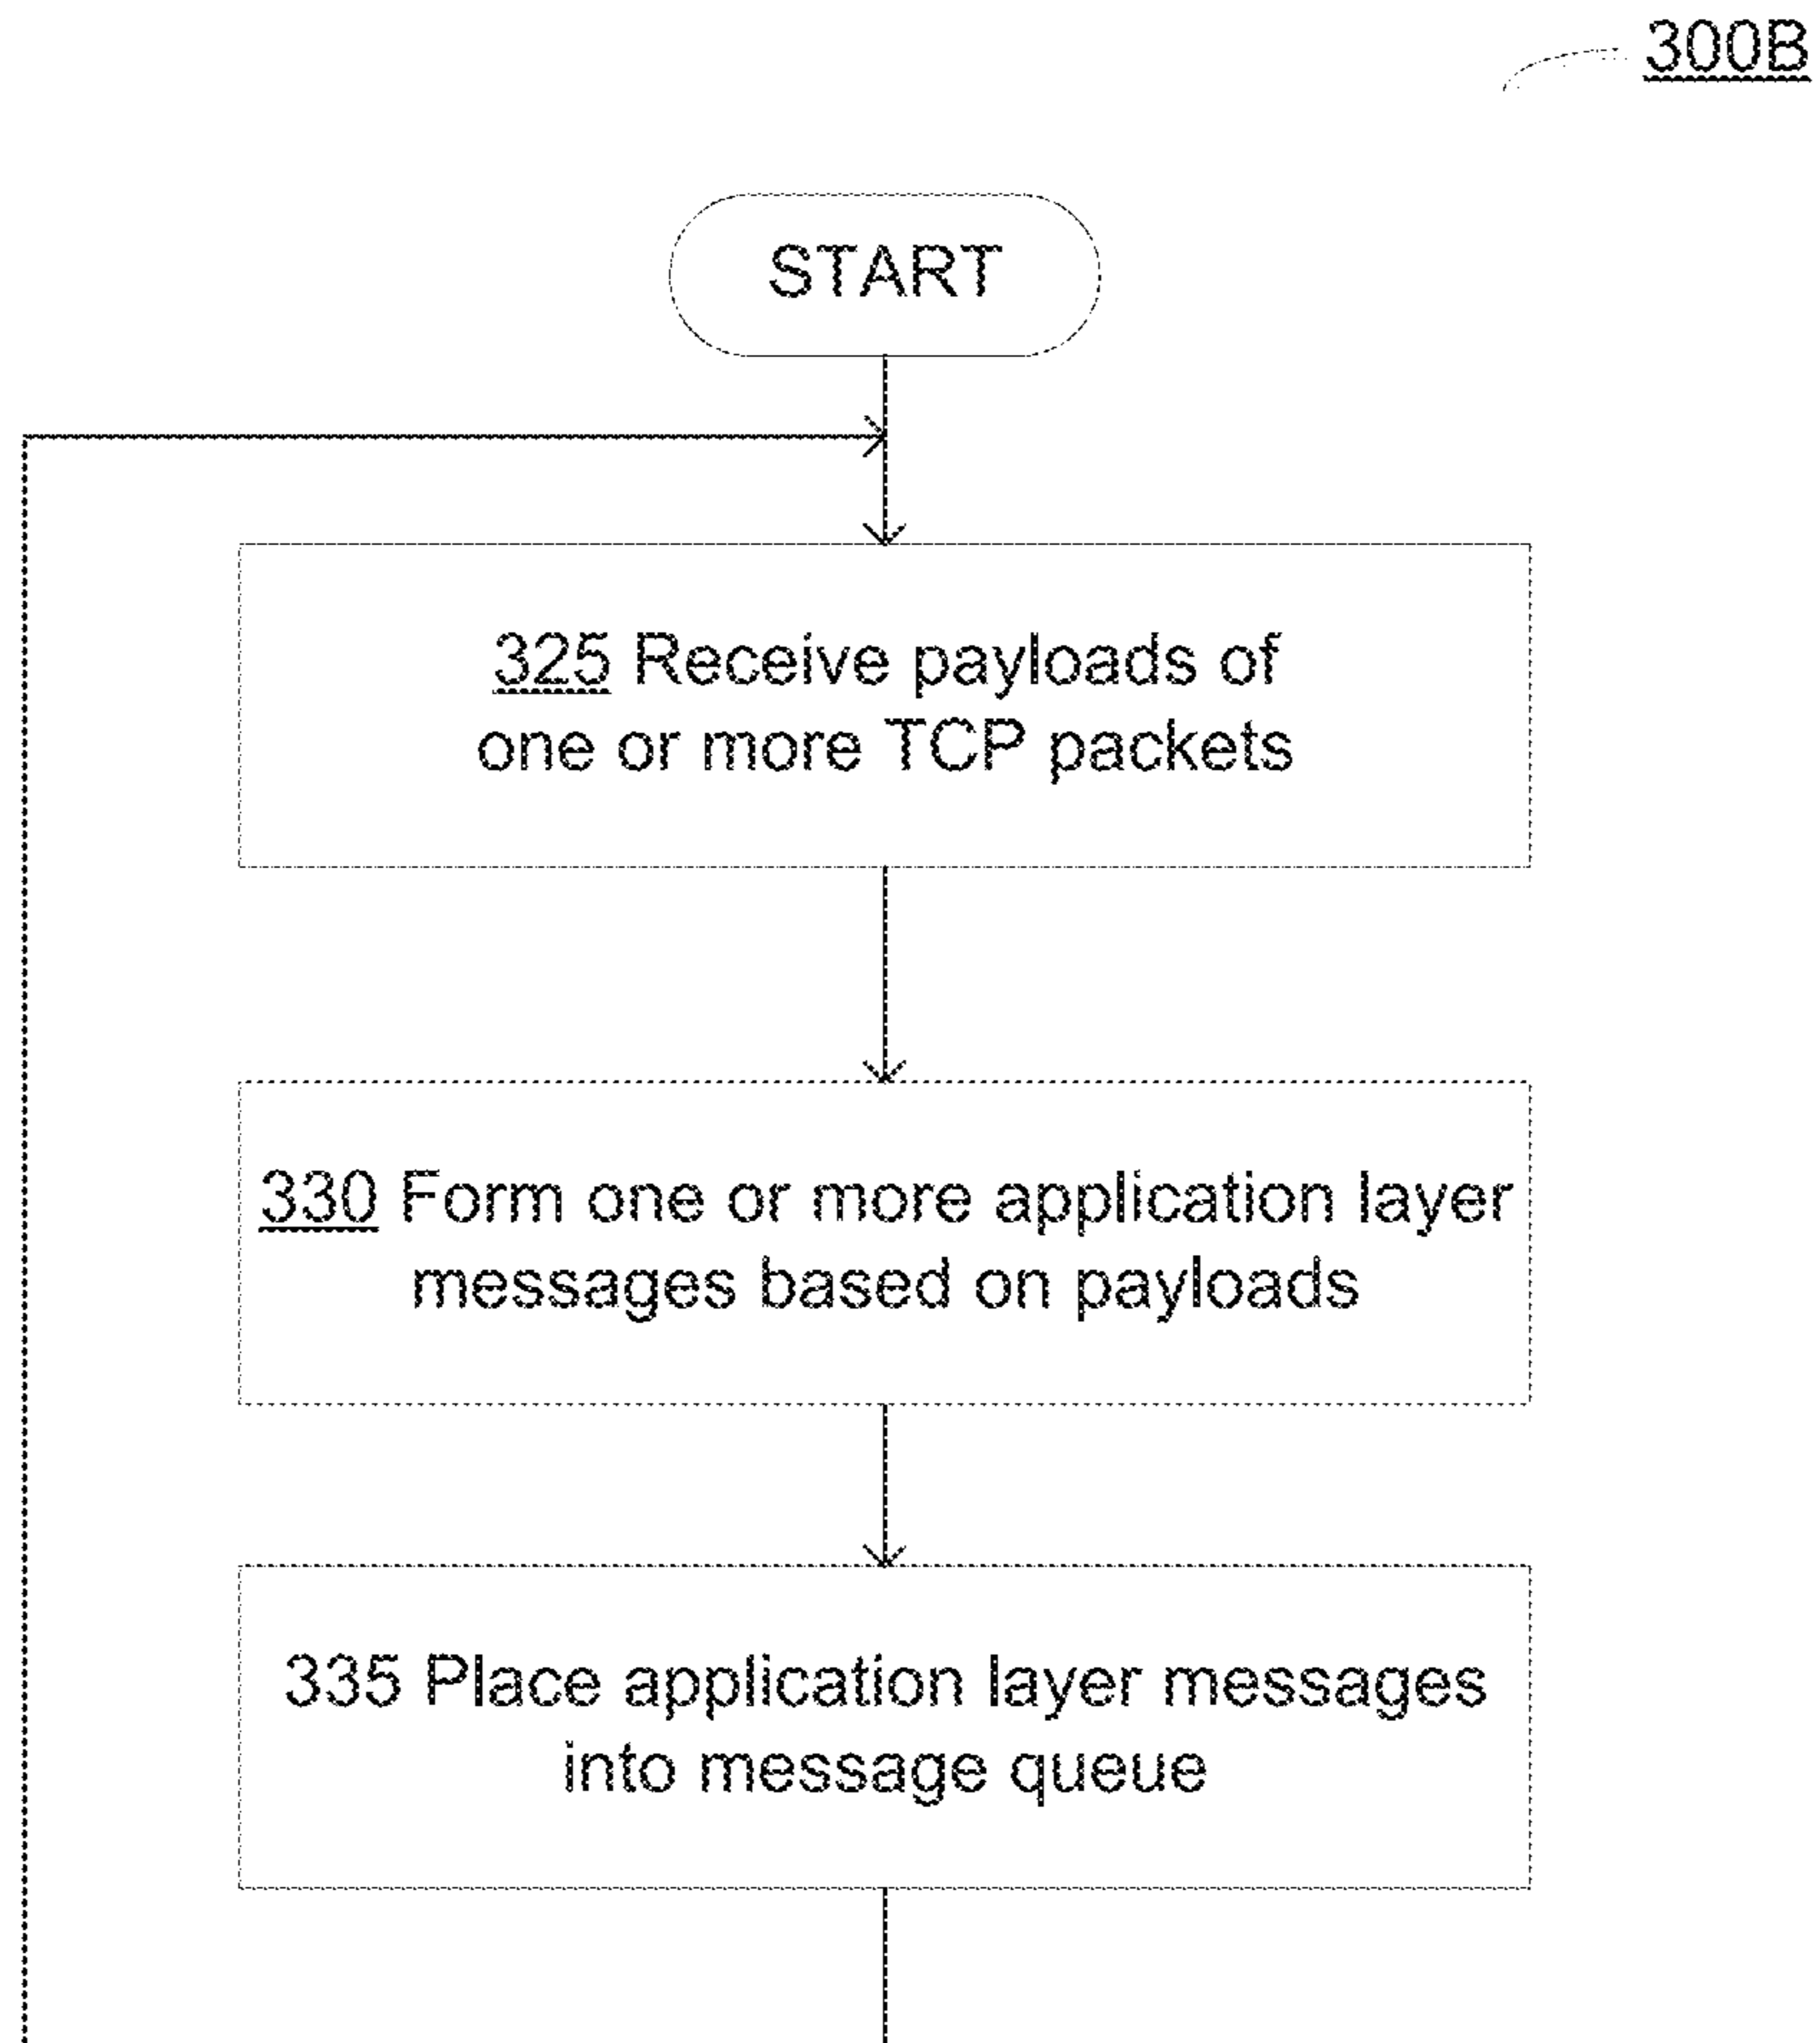 300B
START
325 Receive payloads of
one or more TCP packets
330 Form one or more application layer
messages based on payloads
335 Place application layer messages
into message queue